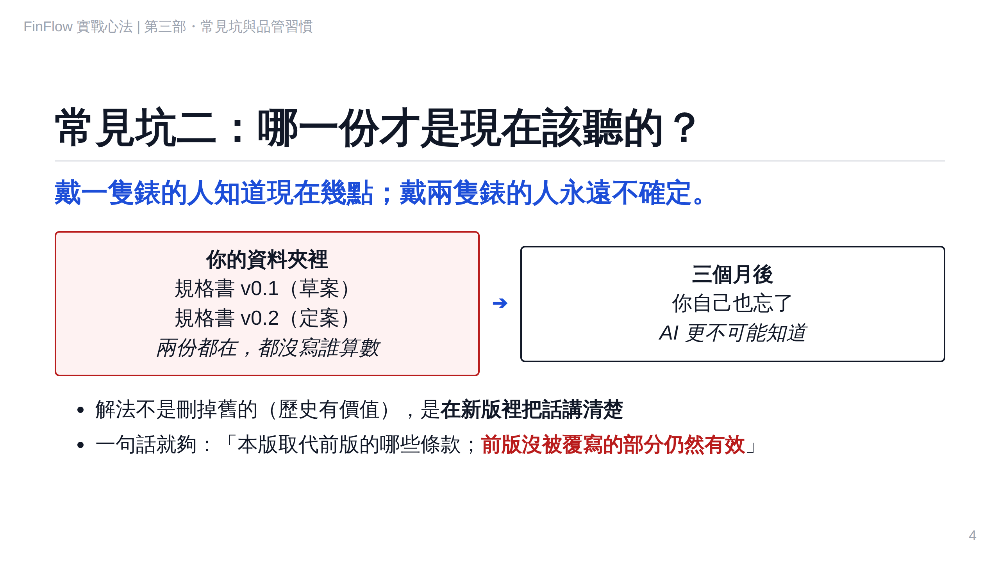 FinFlow 實戰心法 | 第三部・常見坑與品管習慣
常見坑二：哪一份才是現在該聽的？
戴一隻錶的人知道現在幾點；戴兩隻錶的人永遠不確定。
你的資料夾裡
規格書 v0.1（草案）
規格書 v0.2（定案）
兩份都在，都沒寫誰算數
➔
三個月後
你自己也忘了
AI 更不可能知道
• 解法不是刪掉舊的（歷史有價值），是在新版裡把話講清楚
• 一句話就夠：「本版取代前版的哪些條款；前版沒被覆寫的部分仍然有效」
4